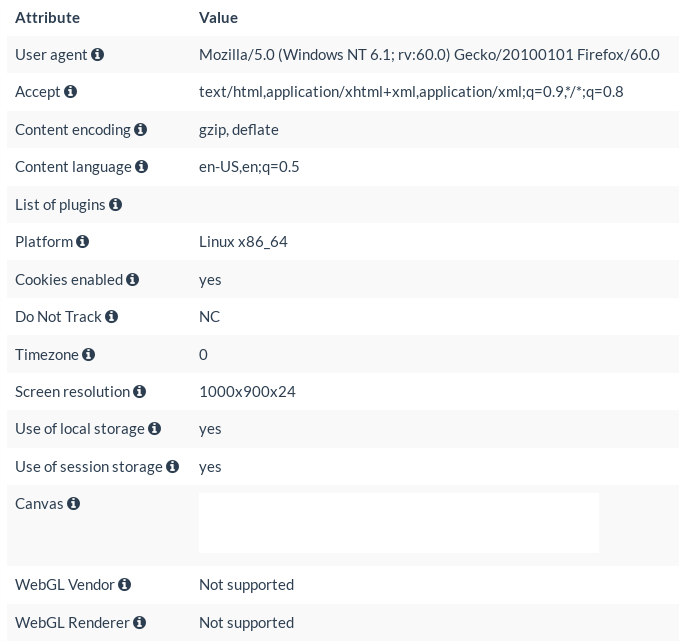 Attribute Value
User agent Mozilla/5.0 (Windows NT 6.1; rv:60.0) Gecko/20100101 Firefox/60.0
Accept text/html,application/xhtml+xml,application/xml;q=0.9,*/*;q=0.8
Content encoding gzip, deflate
Content language en-US,en;q=0.5
List of plugins
Platform Linux x86_64
Cookies enabled yes
Do Not Track NC
Timezone 0
Screen resolution 1000x900x24
Use of local storage yes
Use of session storage yes
Canvas
WebGL Vendor Not supported
WebGL Renderer Not supported